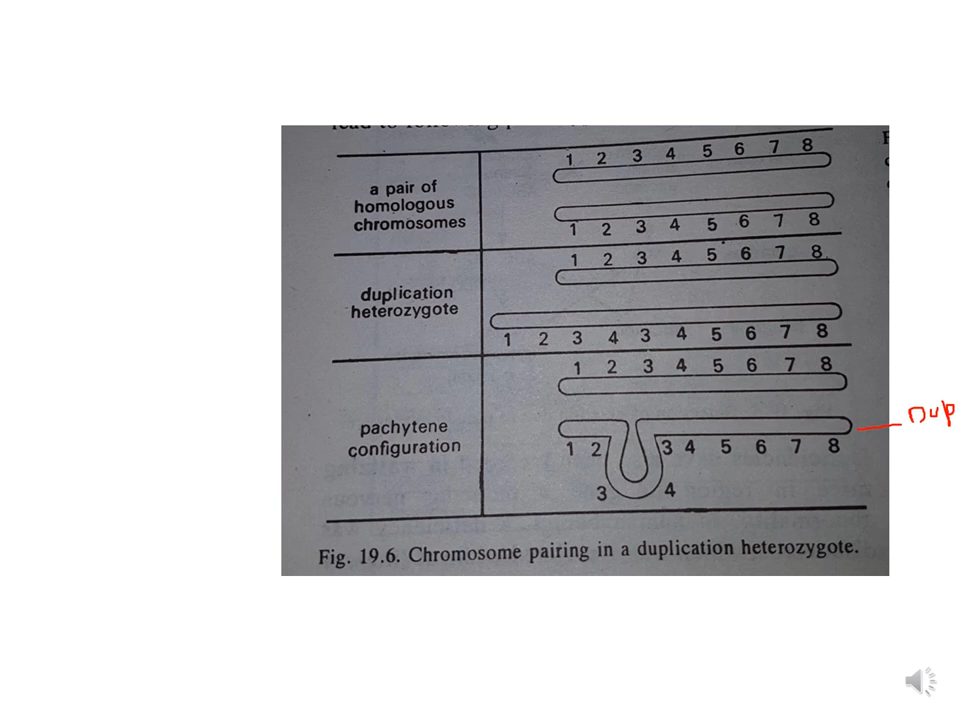 lead to following p
1 2 3 4 5 6 7 8
a pair of
homologous
chromosomes
1 2 3 4 5 6 7 8
1 2 3 4 5 6 7 8
duplication
heterozygote
1 2 3 4 3 4 5 6 7 8
1 2 3 4 5 6 7 8
Dup
pachytene
configuration
1 2 3 4 5 6 7 8
3 4
Fig. 19.6. Chromosome pairing in a duplication heterozygote.